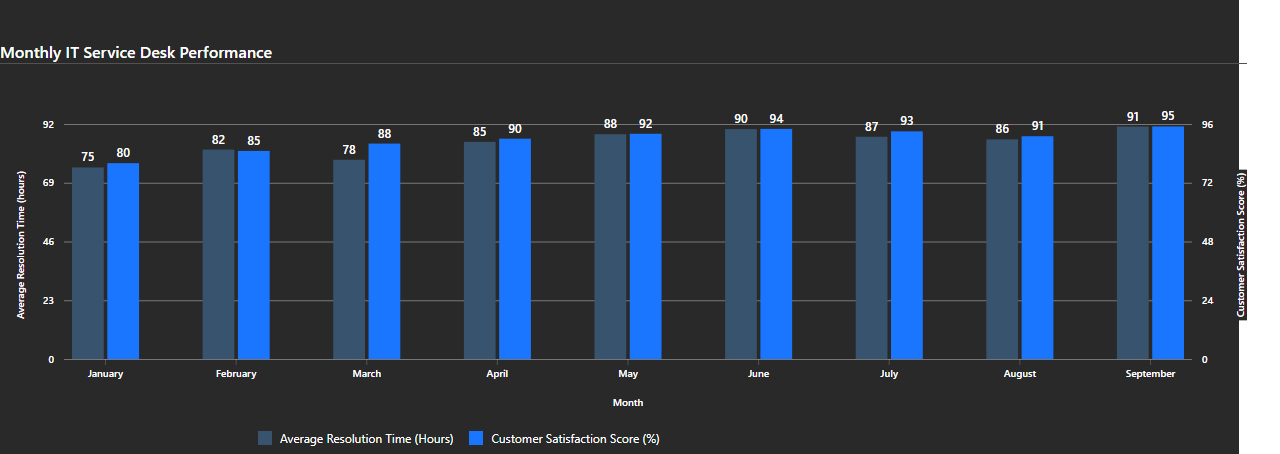 Monthly IT Service Desk Performance
75 80 82 85 78 88 85 90 88 92 90 94 87 93 86 91 91 95
92 96
69 72
46 48
23 24
0 0
Average Resolution Time (hours)
Customer Satisfaction Score (%)
January February March April May June July August September
Month
Average Resolution Time (Hours) Customer Satisfaction Score (%)